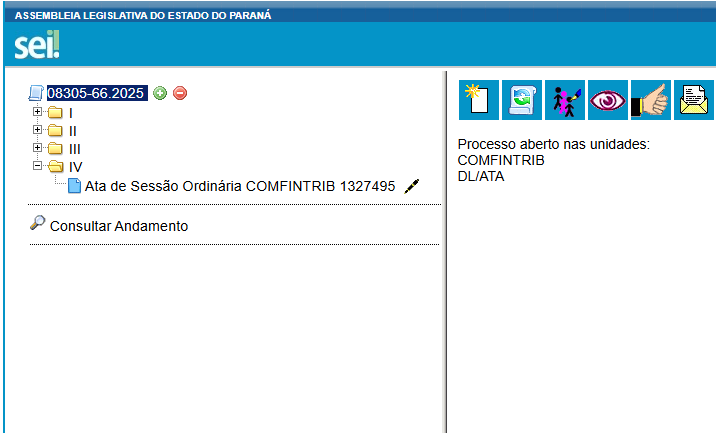 ASSEMBLEIA LEGISLATIVA DO ESTADO DO PARANÁ
sei!
08305-66.2025
I
II
III
IV
Ata de Sessão Ordinária COMFINTRIB 1327495
Consultar Andamento
Processo aberto nas unidades:
COMFINTRIB
DL/ATA